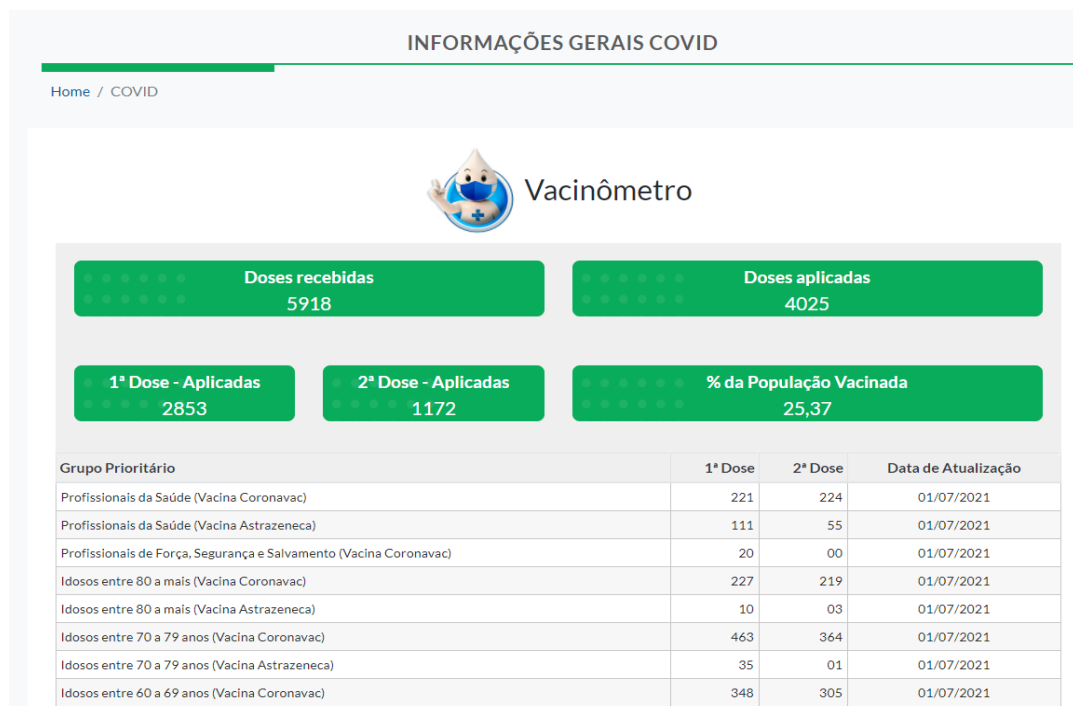 INFORMAÇÕES GERAIS COVID
Home / COVID
Vacinômetro
Doses recebidas
5918
Doses aplicadas
4025
1ª Dose - Aplicadas
2853
2ª Dose - Aplicadas
1172
% da População Vacinada
25,37
Grupo Prioritário 1ª Dose 2ª Dose Data de Atualização
Profissionais da Saúde (Vacina Coronavac) 221 224 01/07/2021
Profissionais da Saúde (Vacina Astrazeneca) 111 55 01/07/2021
Profissionais de Força, Segurança e Salvamento (Vacina Coronavac) 20 00 01/07/2021
Idosos entre 80 a mais (Vacina Coronavac) 227 219 01/07/2021
Idosos entre 80 a mais (Vacina Astrazeneca) 10 03 01/07/2021
Idosos entre 70 a 79 anos (Vacina Coronavac) 463 364 01/07/2021
Idosos entre 70 a 79 anos (Vacina Astrazeneca) 35 01 01/07/2021
Idosos entre 60 a 69 anos (Vacina Coronavac) 348 305 01/07/2021